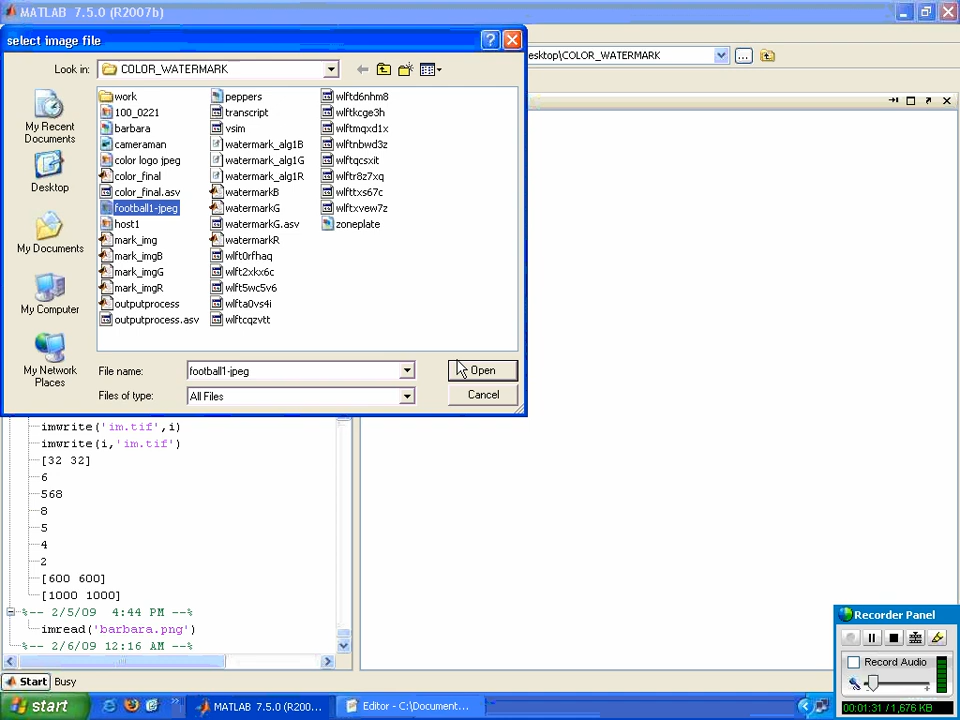 MATLAB 7.5.0 (R2007b)
select image file
esktop\COLOR_WATERMARK
Look in: COLOR_WATERMARK
My Recent Documents
Desktop
My Documents
My Computer
My Network Places
work
100_0221
barbara
cameraman
color logo jpeg
color_final
color_final.asv
football1-jpeg
host1
mark_img
mark_imgB
mark_imgG
mark_imgR
outputprocess
outputprocess.asv
peppers
transcript
vsim
watermark_alg1B
watermark_alg1G
watermark_alg1R
watermarkB
watermarkG
watermarkG.asv
watermarkR
wlft0rfhaq
wlft2xkx6c
wlft5wc5v6
wlfta0vs4i
wlftcqzvtt
wlftd6nhm8
wlftkcge3h
wlftmqxd1x
wlftnbwd3z
wlftqcsxit
wlftr8z7xq
wlfttxs67c
wlftxvew7z
zoneplate
File name: football1-jpeg Open
Files of type: All Files Cancel
imwrite('im.tif',i)
imwrite(i,'im.tif')
[32 32]
6
568
8
5
4
2
[600 600]
[1000 1000]
%-- 2/5/09 4:44 PM --%
imread('barbara.png')
%-- 2/6/09 12:16 AM --%
Recorder Panel
Record Audio
00:01:31 / 1,676 KB
Start Busy
start
MATLAB 7.5.0 (R200...
Editor - C:\Document...